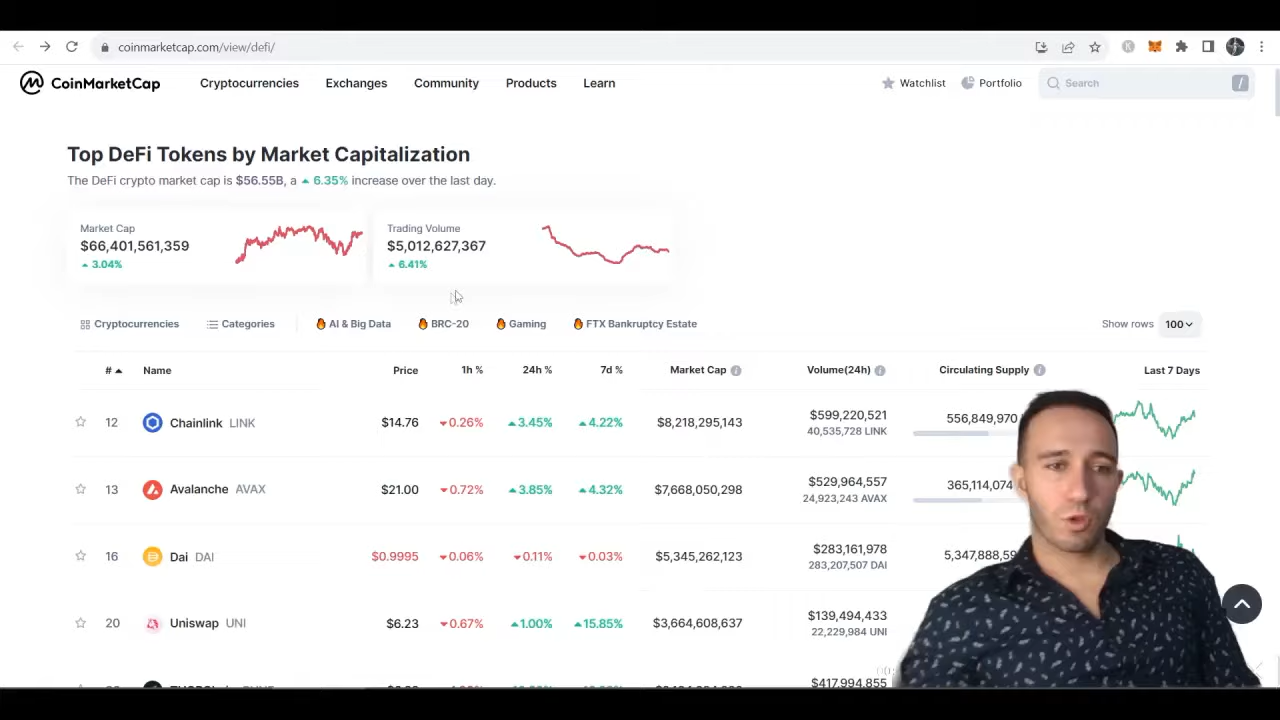 coinmarketcap.com/view/defi/
CoinMarketCap Cryptocurrencies Exchanges Community Products Learn Watchlist Portfolio Search /
Top DeFi Tokens by Market Capitalization
The DeFi crypto market cap is $56.55B, a 6.35% increase over the last day.
Market Cap Trading Volume
$66,401,561,359 $5,012,627,367
3.04% 6.41%
Cryptocurrencies Categories AI & Big Data BRC-20 Gaming FTX Bankruptcy Estate Show rows 100
# Name Price 1h % 24h % 7d % Market Cap Volume(24h) Circulating Supply Last 7 Days
12 Chainlink LINK $14.76 0.26% 3.45% 4.22% $8,218,295,143 $599,220,521 556,849,970
40,535,728 LINK
13 Avalanche AVAX $21.00 0.72% 3.85% 4.32% $7,668,050,298 $529,964,557 365,114,074
24,923,243 AVAX
16 Dai DAI $0.9995 0.06% 0.11% 0.03% $5,345,262,123 $283,161,978 5,347,888,59
283,207,507 DAI
20 Uniswap UNI $6.23 0.67% 1.00% 15.85% $3,664,608,637 $139,494,433
22,229,984 UNI
$417,994,855